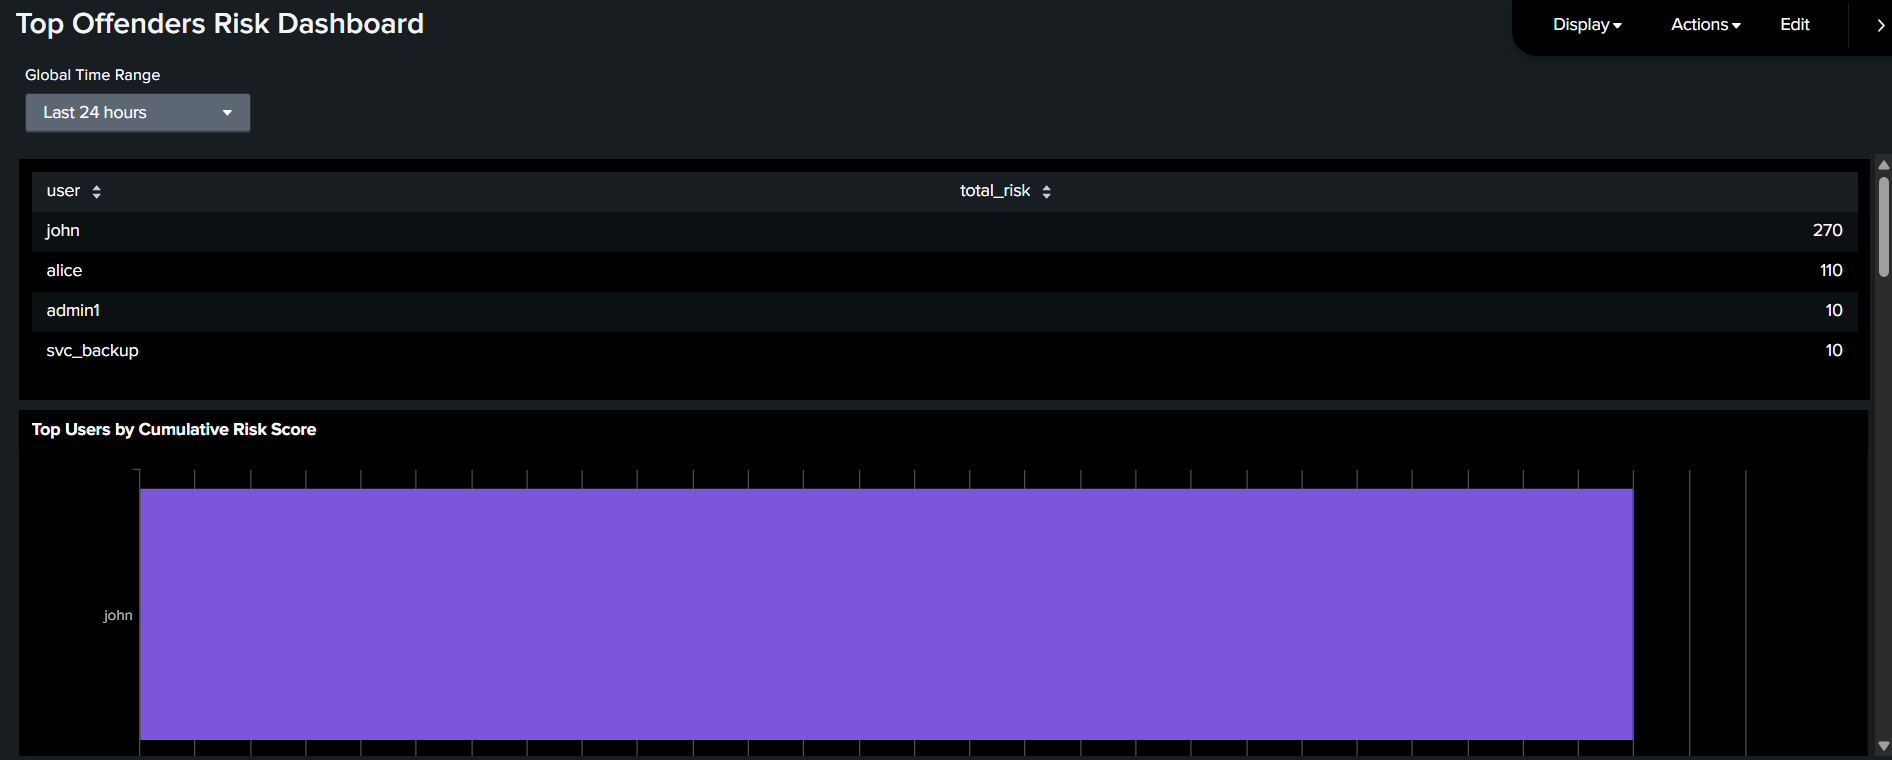 Top Offenders Risk Dashboard
Display Actions Edit
Global Time Range
Last 24 hours
user total_risk
john 270
alice 110
admin1 10
svc_backup 10
Top Users by Cumulative Risk Score
john